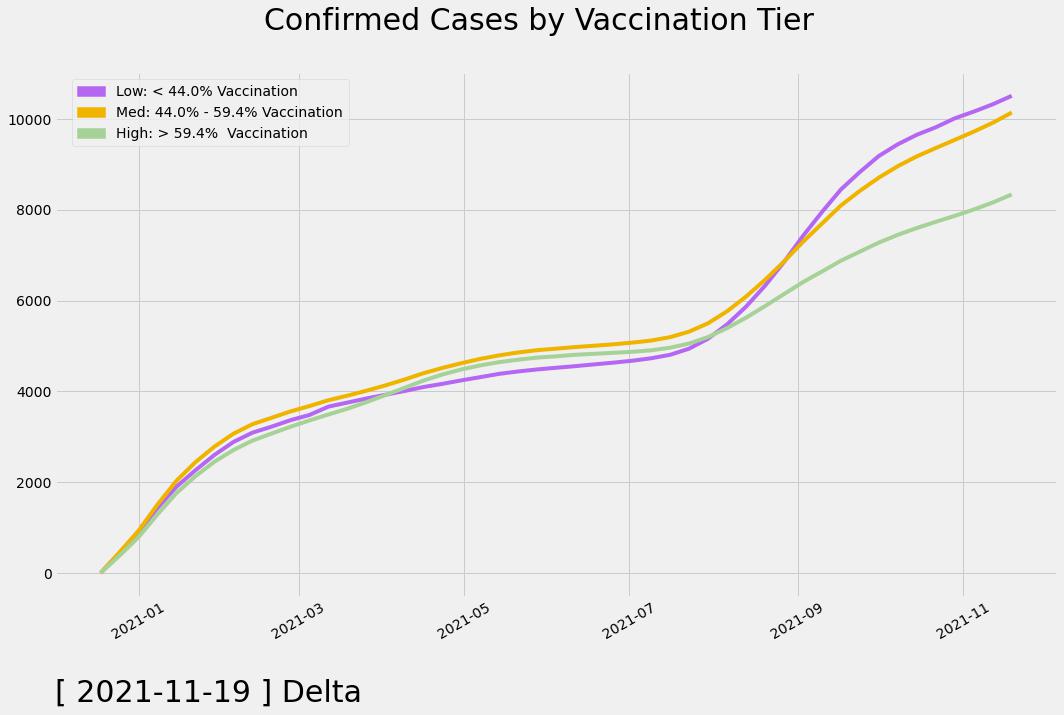 Confirmed Cases by Vaccination Tier
Low: < 44.0% Vaccination
Med: 44.0% - 59.4% Vaccination
High: > 59.4%  Vaccination
10000
8000
6000
4000
2000
0
2021-01
2021-03
2021-05
2021-07
2021-09
2021-11
[ 2021-11-19 ] Delta